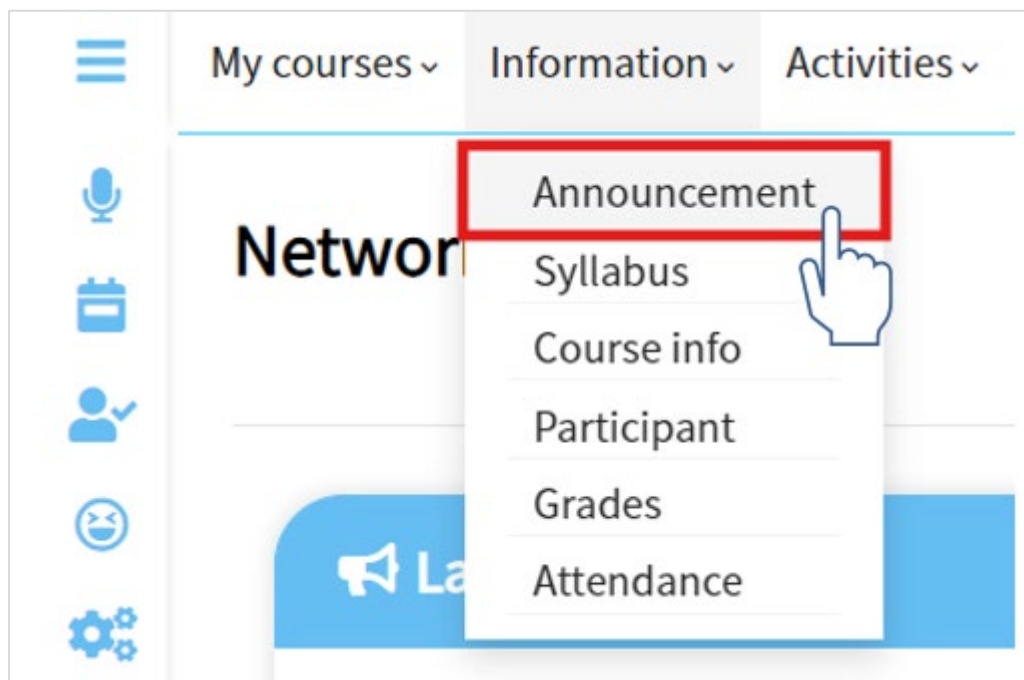 My courses Information Activities
Announcement
Networ
Syllabus
Course info
Participant
Grades
La
Attendance